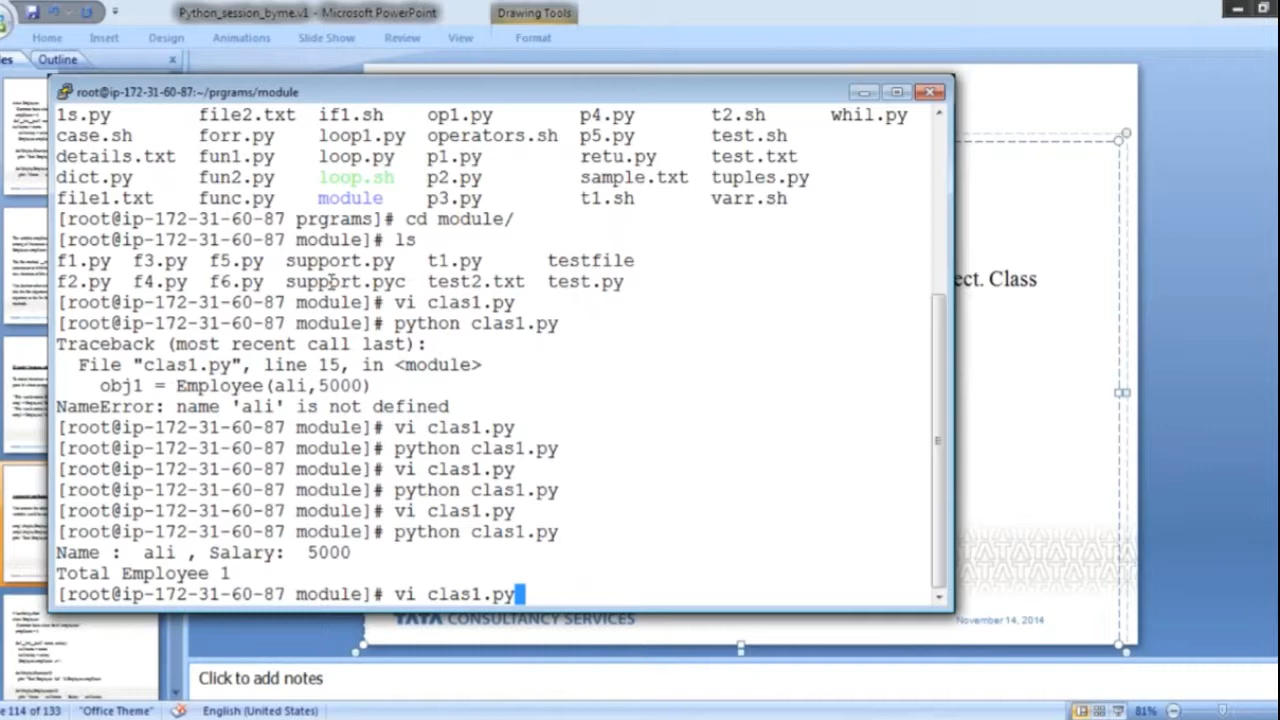 Python_session_byme.v1 - Microsoft PowerPoint
Drawing Tools
Home Insert Design Animations Slide Show Review View Format
es Outline x
root@ip-172-31-60-87:~/prgrams/module
1s.py file2.txt if1.sh op1.py p4.py t2.sh whil.py
case.sh forr.py loop1.py operators.sh p5.py test.sh
details.txt fun1.py loop.py p1.py retu.py test.txt
dict.py fun2.py loop.sh p2.py sample.txt tuples.py
file1.txt func.py module p3.py t1.sh varr.sh
[root@ip-172-31-60-87 prgrams]# cd module/
[root@ip-172-31-60-87 module]# ls
f1.py f3.py f5.py support.py t1.py testfile
f2.py f4.py f6.py support.pyc test2.txt test.py
[root@ip-172-31-60-87 module]# vi clas1.py
[root@ip-172-31-60-87 module]# python clas1.py
Traceback (most recent call last):
File "clas1.py", line 15, in <module>
obj1 = Employee(ali,5000)
NameError: name 'ali' is not defined
[root@ip-172-31-60-87 module]# vi clas1.py
[root@ip-172-31-60-87 module]# python clas1.py
[root@ip-172-31-60-87 module]# vi clas1.py
[root@ip-172-31-60-87 module]# python clas1.py
[root@ip-172-31-60-87 module]# vi clas1.py
[root@ip-172-31-60-87 module]# python clas1.py
Name : ali , Salary: 5000
Total Employee 1
[root@ip-172-31-60-87 module]# vi clas1.py
ect. Class
TATA CONSULTANCY SERVICES
November 14, 2014
Click to add notes
e 114 of 133 "Office Theme" English (United States) 81%